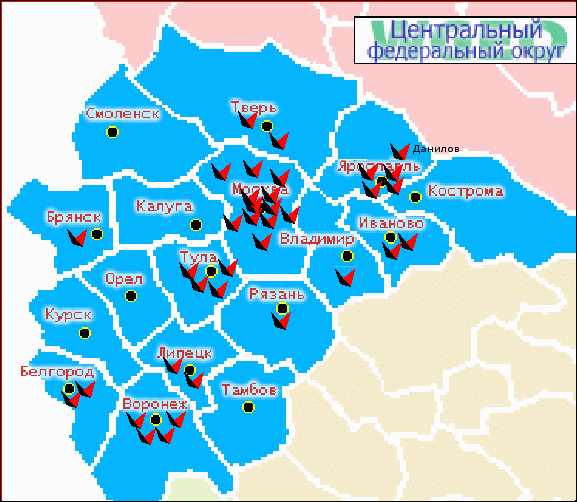 WGEO
Центральный
федеральный округ
Тверь
Смоленск
Данилов
Ярославль
Москва
Кострома
Калуга
Брянск
Иваново
Владимир
Тула
Орел
Рязань
Курск
Липецк
Белгород
Тамбов
Воронеж